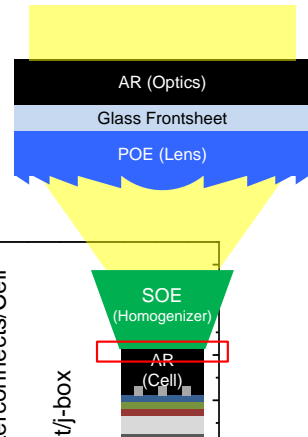 AR (Optics)
Glass Frontsheet
POE (Lens)
SOE
(Homogenizer)
AR
(Cell)
t/j-box